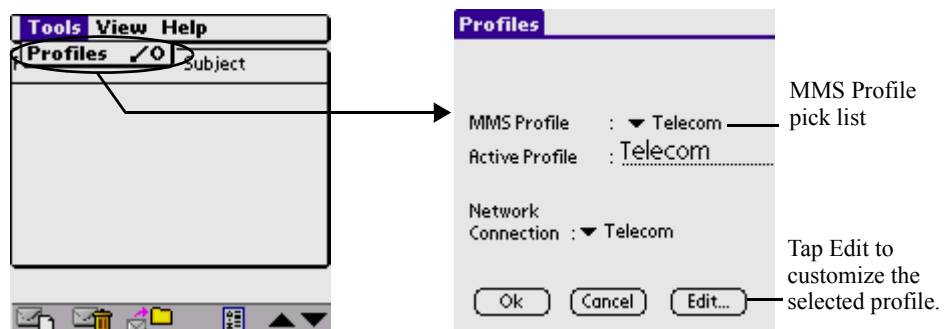 Tools View Help
Profiles ⁄O
Subject
Profiles
MMS Profile : Telecom
Active Profile : Telecom
Network
Connection : Telecom
Ok Cancel Edit...
MMS Profile
pick list
Tap Edit to
customize the
selected profile.